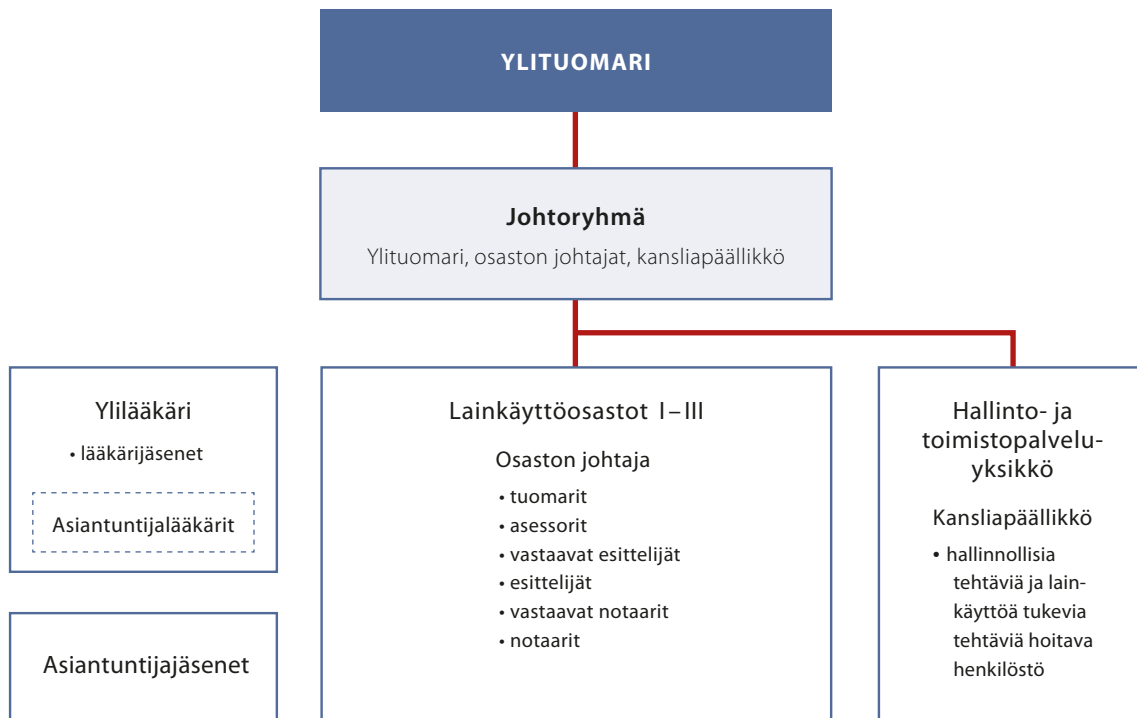 YLITUOMARI
Johtoryhmä
Ylituomari, osaston johtajat, kansliapäällikkö
Ylilääkäri
• lääkärijäsenet
Asiantuntijalääkärit
Asiantuntijajäsenet
Lainkäyttöosastot I–III
Osaston johtaja
• tuomarit
• asessorit
• vastaavat esittelijät
• esittelijät
• vastaavat notaarit
• notaarit
Hallinto- ja
toimistopalvelu-
yksikkö
Kansliapäällikkö
• hallinnollisia
tehtäviä ja lain-
käyttöä tukevia
tehtäviä hoitava
henkilöstö